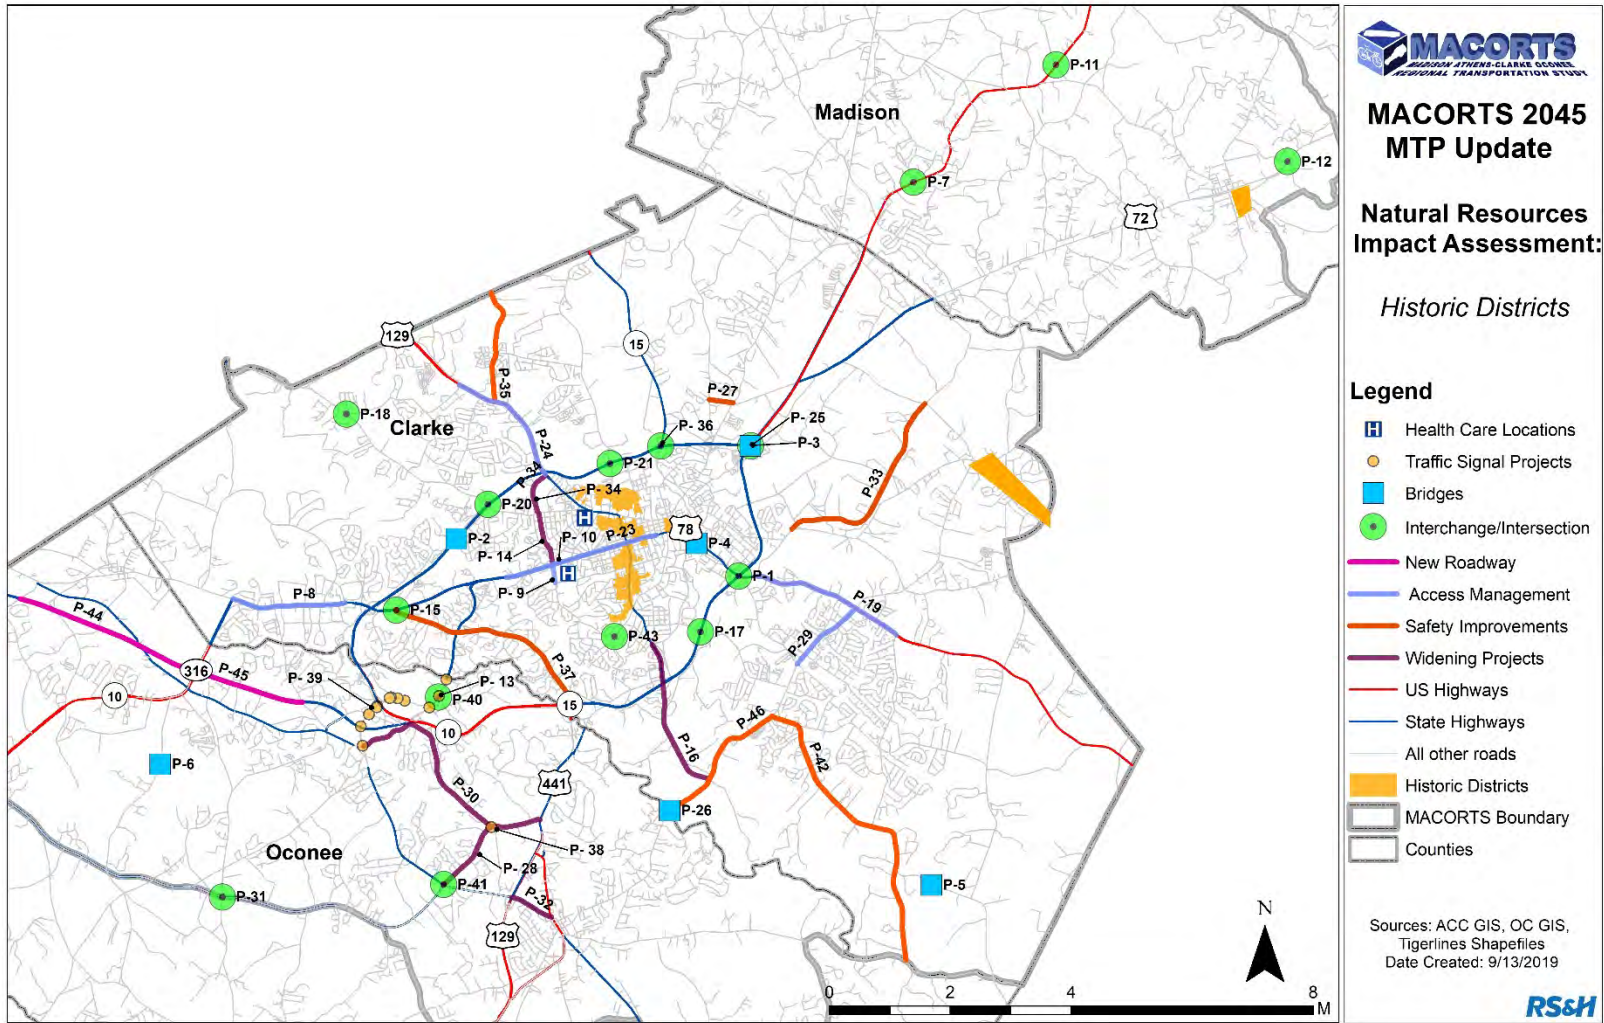 Madison
P-11
P-12
P-7
72
129
15
P-35
P-27
P-18
Clarke
P- 25
P- 36
P-3
P-24
P-21
P-33
P-34
P- 34
P-20
P-23
78
P-2
P- 14
P- 10
P-4
P- 9
P-1
P-8
P-15
P-19
P-44
P-43
P-17
P-29
316
P-45
P-37
P- 39
P- 13
P-40
10
15
10
P-46
P-16
P-42
P-6
441
P-30
P-26
Oconee
P- 38
P- 28
P-41
P-5
P-31
P-32
129
N
0
2
4
8
M
MACORTS
MADISON ATHENS-CLARKE OCONEE
REGIONAL TRANSPORTATION STUDY
MACORTS 2045
MTP Update
Natural Resources
Impact Assessment:
Historic Districts
Legend
H Health Care Locations
Traffic Signal Projects
Bridges
Interchange/Intersection
New Roadway
Access Management
Safety Improvements
Widening Projects
US Highways
State Highways
All other roads
Historic Districts
MACORTS Boundary
Counties
Sources: ACC GIS, OC GIS,
Tigerlines Shapefiles
Date Created: 9/13/2019
RS&H